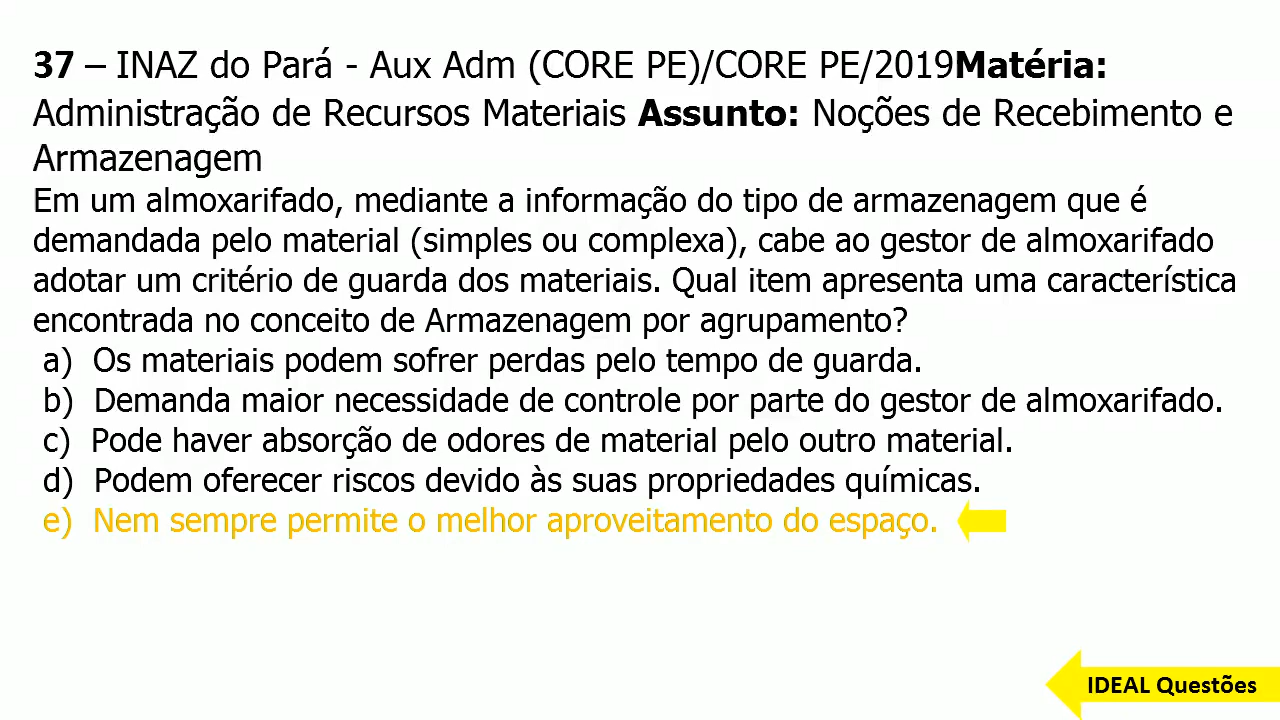 37 – INAZ do Pará - Aux Adm (CORE PE)/CORE PE/2019Matéria:
Administração de Recursos Materiais Assunto: Noções de Recebimento e
Armazenagem
Em um almoxarifado, mediante a informação do tipo de armazenagem que é
demandada pelo material (simples ou complexa), cabe ao gestor de almoxarifado
adotar um critério de guarda dos materiais. Qual item apresenta uma característica
encontrada no conceito de Armazenagem por agrupamento?
a) Os materiais podem sofrer perdas pelo tempo de guarda.
b) Demanda maior necessidade de controle por parte do gestor de almoxarifado.
c) Pode haver absorção de odores de material pelo outro material.
d) Podem oferecer riscos devido às suas propriedades químicas.
e) Nem sempre permite o melhor aproveitamento do espaço.
IDEAL Questões